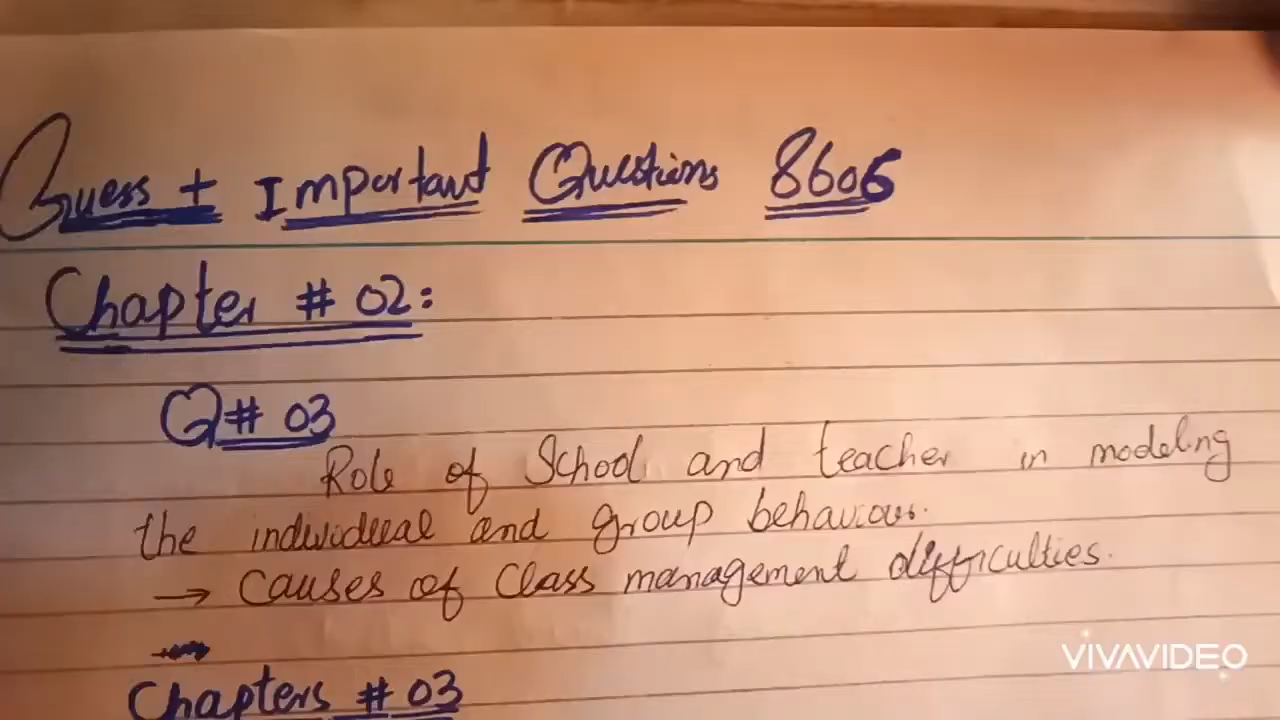 Guess + Important Questions 8606
Chapter # 02:
Q# 03
Role of School and teacher in modeling
the individual and group behaviour.
→ Causes of Class management difficulties.
Chapters # 03
VIVAVIDEO